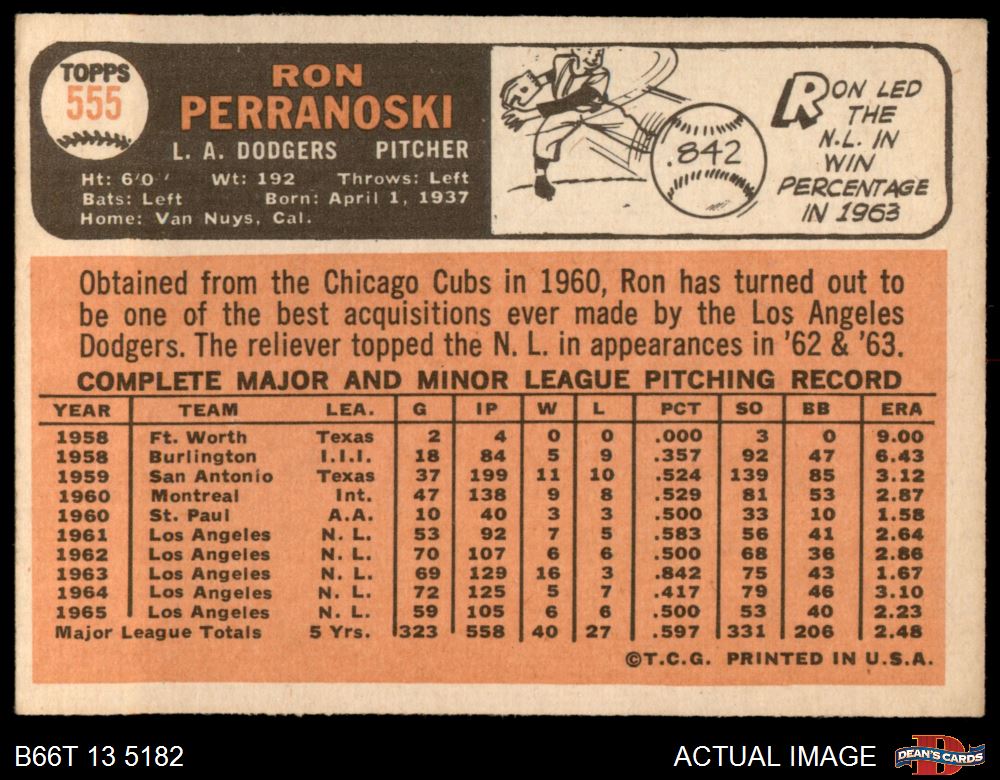 TOPPS
555
RON
PERRANOSKI
L. A. DODGERS PITCHER
Ht: 6'0" Wt: 192 Throws: Left
Bats: Left Born: April 1, 1937
Home: Van Nuys, Cal.
.842
RON LED
THE
N.L. IN
WIN
PERCENTAGE
IN 1963
Obtained from the Chicago Cubs in 1960, Ron has turned out to
be one of the best acquisitions ever made by the Los Angeles
Dodgers. The reliever topped the N. L. in appearances in '62 & '63.
COMPLETE MAJOR AND MINOR LEAGUE PITCHING RECORD
YEAR TEAM LEA. G IP W L PCT SO BB ERA
1958 Ft. Worth Texas 2 4 0 0 .000 3 0 9.00
1958 Burlington I.I.I. 18 84 5 9 .357 92 47 6.43
1959 San Antonio Texas 37 199 11 10 .524 139 85 3.12
1960 Montreal Int. 47 138 9 8 .529 81 53 2.87
1960 St. Paul A.A. 10 40 3 3 .500 33 10 1.58
1961 Los Angeles N. L. 53 92 7 5 .583 56 41 2.64
1962 Los Angeles N. L. 70 107 6 6 .500 68 36 2.86
1963 Los Angeles N. L. 69 129 16 3 .842 75 43 1.67
1964 Los Angeles N. L. 72 125 5 7 .417 79 46 3.10
1965 Los Angeles N. L. 59 105 6 6 .500 53 40 2.23
Major League Totals 5 Yrs. 323 558 40 27 .597 331 206 2.48
©T.C.G. PRINTED IN U.S.A.
B66T 13 5182
ACTUAL IMAGE
DEAN'S CARDS